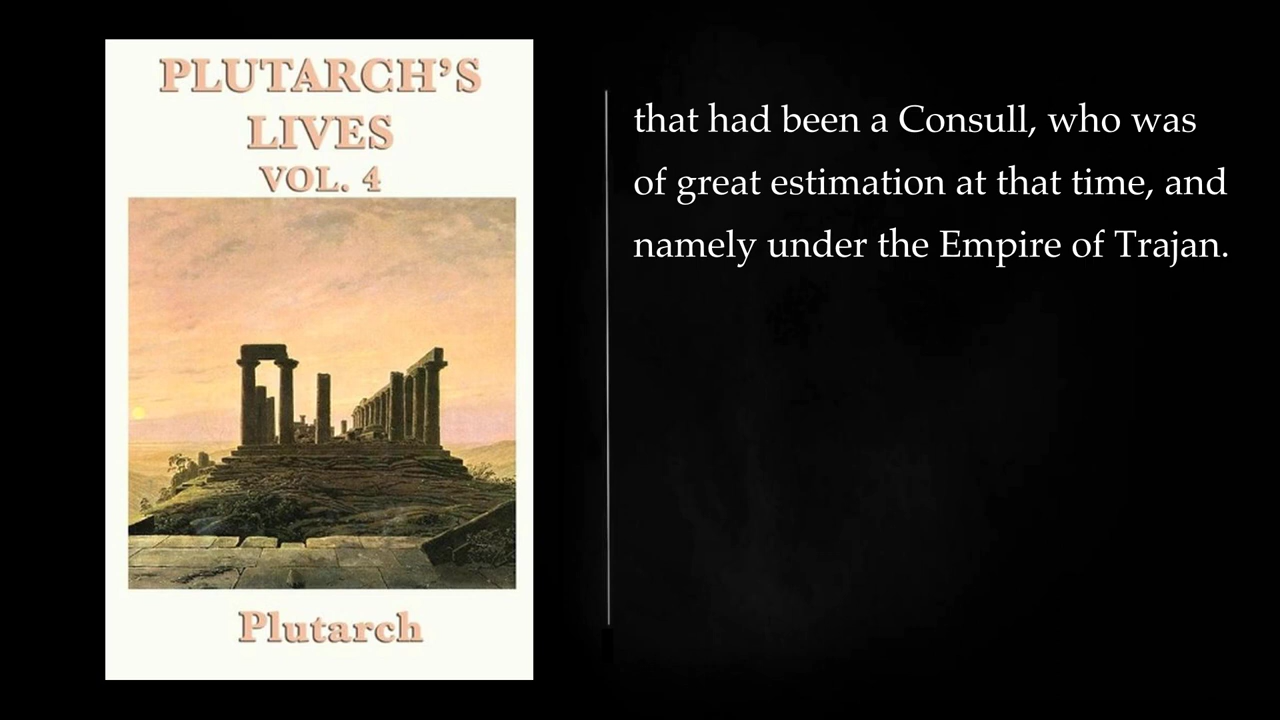 PLUTARCH'S
LIVES
VOL. 4
Plutarch
that had been a Consull, who was
of great estimation at that time, and
namely under the Empire of Trajan.